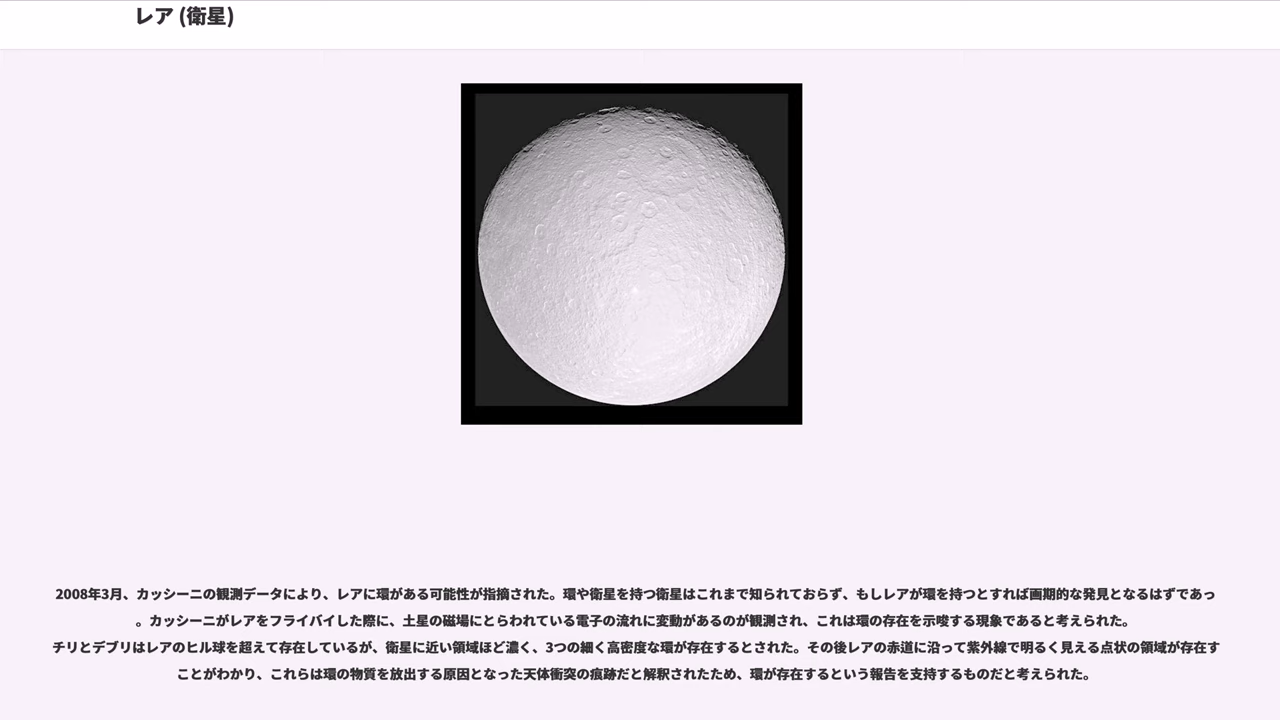 レア (衛星)
2008年3月、カッシーニの観測データにより、レアに環がある可能性が指摘された。環や衛星を持つ衛星はこれまで知られておらず、もしレアが環を持つとすれば画期的な発見となるはずであっ
。カッシーニがレアをフライバイした際に、土星の磁場にとらわれている電子の流れに変動があるのが観測され、これは環の存在を示唆する現象であると考えられた。
チリとデブリはレアのヒル球を超えて存在しているが、衛星に近い領域ほど濃く、3つの細く高密度な環が存在するとされた。その後レアの赤道に沿って紫外線で明るく見える点状の領域が存在す
ことがわかり、これらは環の物質を放出する原因となった天体衝突の痕跡だと解釈されたため、環が存在するという報告を支持するものだと考えられた。